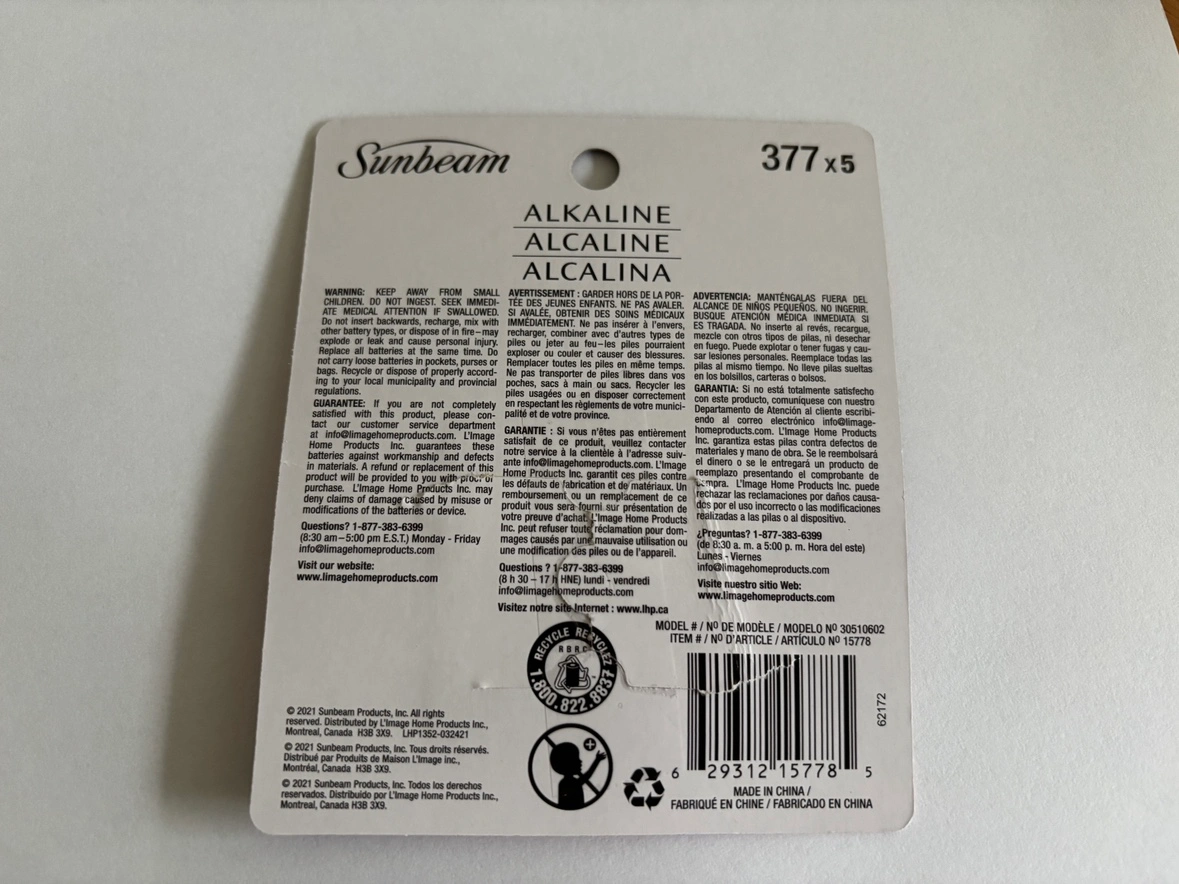 Sunbeam
377 x5
ALKALINE
ALCALINE
ALCALINA
WARNING: KEEP AWAY FROM SMALL
CHILDREN. DO NOT INGEST. SEEK IMMEDI-
ATE MEDICAL ATTENTION IF SWALLOWED.
Do not insert backwards, recharge, mix with
other battery types, or dispose of in fire–may
explode or leak and cause personal injury.
Replace all batteries at the same time. Do
not carry loose batteries in pockets, purses or
bags. Recycle or dispose of properly accord-
ing to your local municipality and provincial
regulations.
GUARANTEE: If you are not completely
satisfied with this product, please con-
tact our customer service department
at info@limagehomeproducts.com. L'Image
Home Products Inc. guarantees these
batteries against workmanship and defects
in materials. A refund or replacement of this
product will be provided to you with proof of
purchase. L'Image Home Products Inc. may
deny claims of damage caused by misuse or
modifications of the batteries or device.
Questions? 1-877-383-6399
(8:30 am–5:00 pm E.S.T.) Monday - Friday
info@limagehomeproducts.com
Visit our website:
www.limagehomeproducts.com
AVERTISSEMENT : GARDER HORS DE LA POR-
TÉE DES JEUNES ENFANTS. NE PAS AVALER.
SI AVALÉE, OBTENIR DES SOINS MÉDICAUX
IMMÉDIATEMENT. Ne pas insérer à l'envers,
recharger, combiner avec d'autres types de
piles ou jeter au feu–les piles pourraient
exploser ou couler et causer des blessures.
Remplacer toutes les piles en même temps.
Ne pas transporter de piles libres dans vos
poches, sacs à main ou sacs. Recycler les
piles usagées ou en disposer correctement
en respectant les règlements de votre munici-
palité et de votre province.
GARANTIE : Si vous n'êtes pas entièrement
satisfait de ce produit, veuillez contacter
notre service à la clientèle à l'adresse suiv-
ante info@limagehomeproducts.com. L'Image
Home Products Inc. garantit ces piles contre
les défauts de fabrication et de matériaux. Un
remboursement ou un remplacement de ce
produit vous sera fourni sur présentation de
votre preuve d'achat. L'Image Home Products
Inc. peut refuser toute réclamation pour dom-
mages causés par une mauvaise utilisation ou
une modification des piles ou de l'appareil.
Questions ? 1-877-383-6399
(8 h 30 – 17 h HNE) lundi - vendredi
info@limagehomeproducts.com
Visitez notre site Internet : www.lhp.ca
ADVERTENCIA: MANTÉNGALAS FUERA DEL
ALCANCE DE NIÑOS PEQUEÑOS. NO INGERIR.
BUSQUE ATENCIÓN MÉDICA INMEDIATA SI
ES TRAGADA. No inserte al revés, recargue,
mezcle con otros tipos de pilas, ni desechar
en fuego. Puede explotar o tener fugas y cau-
sar lesiones personales. Reemplace todas las
pilas al mismo tiempo. No lleve pilas sueltas
en los bolsillos, carteras o bolsos.
GARANTIA: Si no está totalmente satisfecho
con este producto, comuníquese con nuestro
Departamento de Atención al cliente escribi-
endo al correo electrónico info@limage-
homeproducts.com. L'Image Home Products
Inc. garantiza estas pilas contra defectos de
materiales y mano de obra. Se le reembolsará
el dinero o se le entregará un producto de
reemplazo presentando el comprobante de
compra. L'Image Home Products Inc. puede
rechazar las reclamaciones por daños causa-
dos por el uso incorrecto o las modificaciones
realizadas a las pilas o al dispositivo.
¿Preguntas? 1-877-383-6399
(de 8:30 a. m. a 5:00 p. m. Hora del este)
Lunes - Viernes
info@limagehomeproducts.com
Visite nuestro sitio Web:
www.limagehomeproducts.com
MODEL # / Nº DE MODÈLE / MODELO Nº 30510602
ITEM # / Nº D'ARTICLE / ARTÍCULO Nº 15778
RECYCLE RECYCLEZ
RBRC
1.800.822.8837
© 2021 Sunbeam Products, Inc. All rights
reserved. Distributed by L'Image Home Products Inc.,
Montreal, Canada H3B 3X9. LHP1352-032421
© 2021 Sunbeam Products, Inc. Tous droits réservés.
Distribué par Produits de Maison L'Image inc.,
Montréal, Canada H3B 3X9.
© 2021 Sunbeam Products, Inc. Todos los derechos
reservados. Distribuido por L'Image Home Products Inc.,
Montreal, Canada H3B 3X9.
62172
6 29312 15778 5
MADE IN CHINA /
FABRIQUÉ EN CHINE / FABRICADO EN CHINA